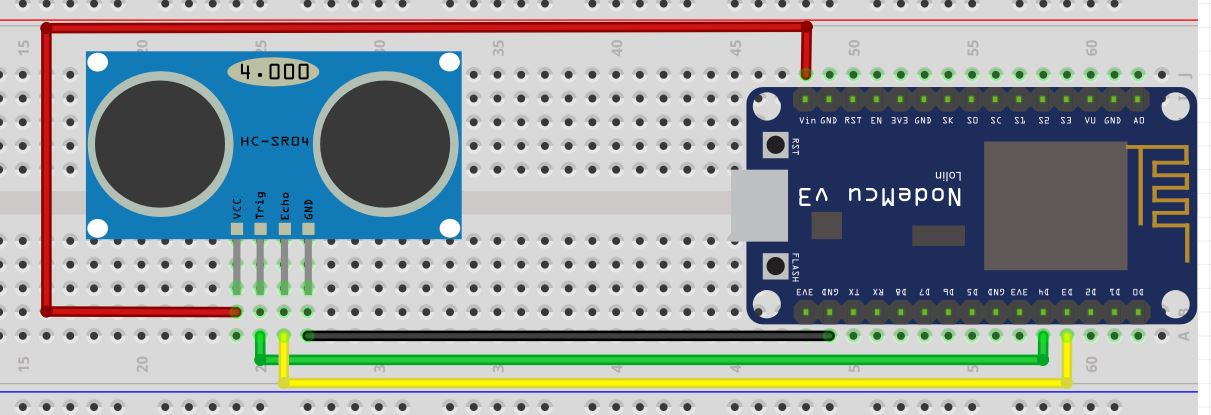 15 20 25 35 40 45 50 55 60
J
4.000
HC-SR04
VCC Trig Echo GND
Vin GND RST EN 3V3 GND SK SO SC S1 S2 S3 VU GND AO
RST
Lolin
NodeMcu v3
FLASH
3V3 GND TX RX D8 D7 D6 D5 GND 3V3 D4 D3 D2 D1 D0
A
15 20 60